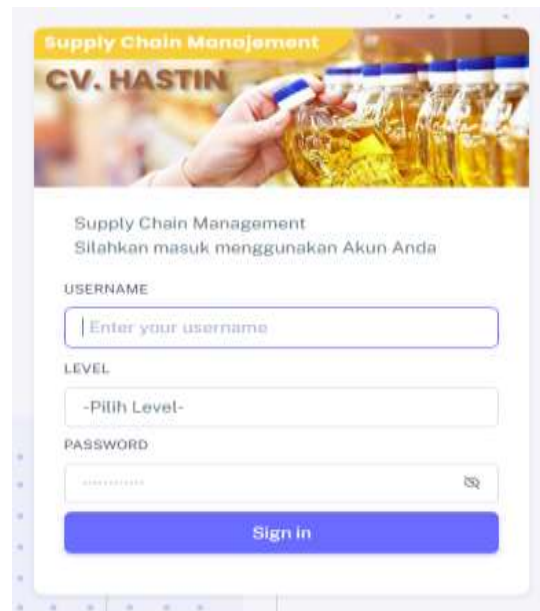 Supply Chain Manajement
CV. HASTIN
Supply Chain Management
Silahkan masuk menggunakan Akun Anda
USERNAME
Enter your username
LEVEL
-Pilih Level-
PASSWORD
············
Sign in